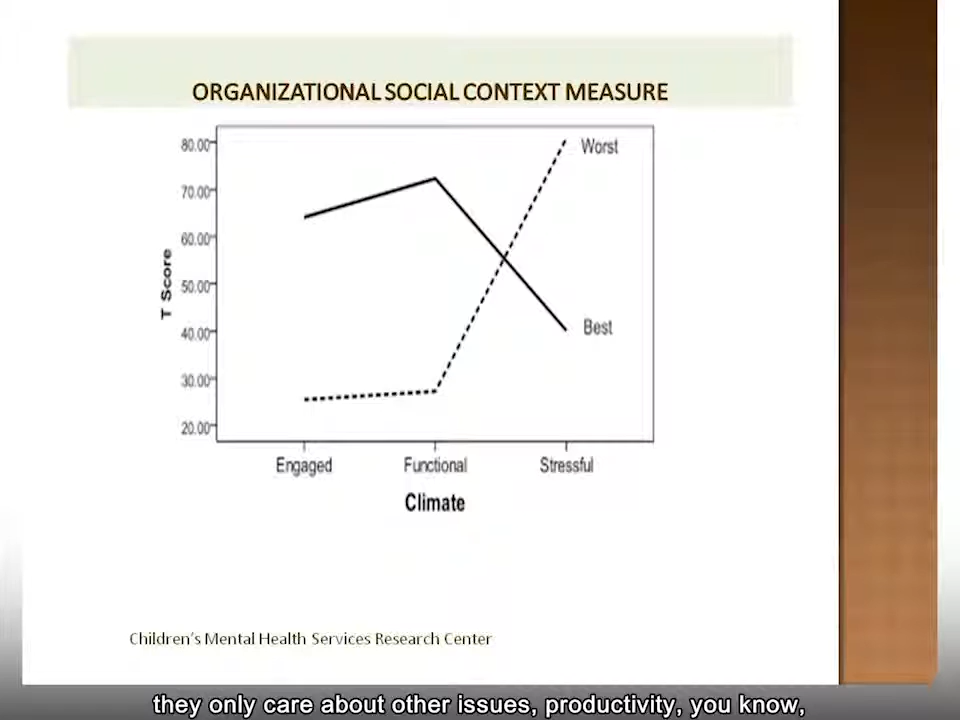 ORGANIZATIONAL SOCIAL CONTEXT MEASURE
80.00
Worst
70.00
60.00
T Score
50.00
40.00
Best
30.00
20.00
Engaged Functional Stressful
Climate
Children's Mental Health Services Research Center
they only care about other issues, productivity, you know,